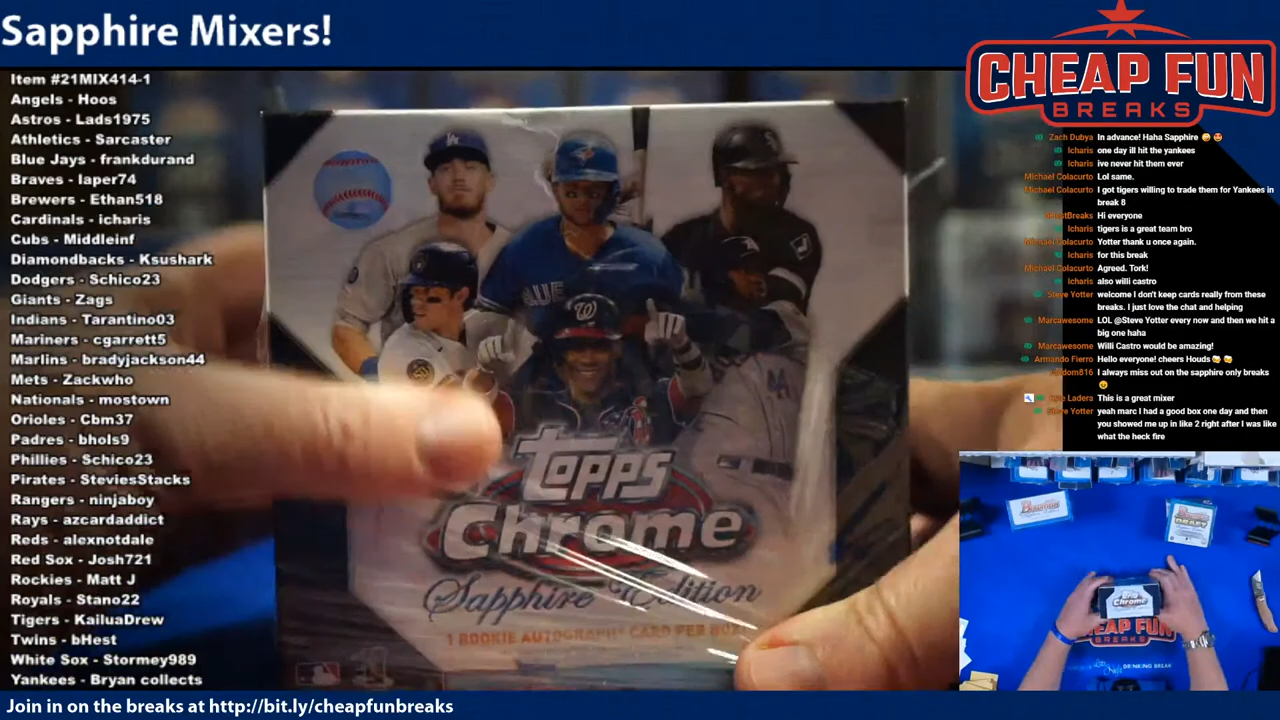 Sapphire Mixers!
Item #21MIX414-1
Angels - Hoos
Astros - Lads1975
Athletics - Sarcaster
Blue Jays - frankdurand
Braves - laper74
Brewers - Ethan518
Cardinals - icharis
Cubs - Middleinf
Diamondbacks - Ksushark
Dodgers - Schico23
Giants - Zags
Indians - Tarantino03
Mariners - cgarrett5
Marlins - bradyjackson44
Mets - Zackwho
Nationals - mostown
Orioles - Cbm37
Padres - bhols9
Phillies - Schico23
Pirates - SteviesStacks
Rangers - ninjaboy
Rays - azcardaddict
Reds - alexnotdale
Red Sox - Josh721
Rockies - Matt J
Royals - Stano22
Tigers - KailuaDrew
Twins - bHest
White Sox - Stormey989
Yankees - Bryan collects
Join in on the breaks at http://bit.ly/cheapfunbreaks
BLUE
W
TOPPS
Chrome
Sapphire Edition
1 ROOKIE AUTOGRAPH* CARD PER BOX
CHEAP FUN
BREAKS
Zach Dubya In advance! Haha Sapphire
Icharis one day ill hit the yankees
Icharis ive never hit them ever
Michael Colacurto Lol same.
Michael Colacurto I got tigers willing to trade them for Yankees in
break 8
Hi everyone
Icharis tigers is a great team bro
Michael Colacurto Yotter thank u once again.
Icharis for this break
Michael Colacurto Agreed. Tork!
Icharis also willi castro
Steve Yotter welcome I don't keep cards really from these
breaks. I just love the chat and helping
Marcawesome LOL @Steve Yotter every now and then we hit a
big one haha
Marcawesome Willi Castro would be amazing!
Armando Fierro Hello everyone! cheers Houds
I always miss out on the sapphire only breaks
Ladera This is a great mixer
Steve Yotter yeah marc I had a good box one day and then
you showed me up in like 2 right after I was like
what the heck fire
Bowman
DRAFT
Chrome
CHEAP FUN
BREAKS
DRINKING BREAK